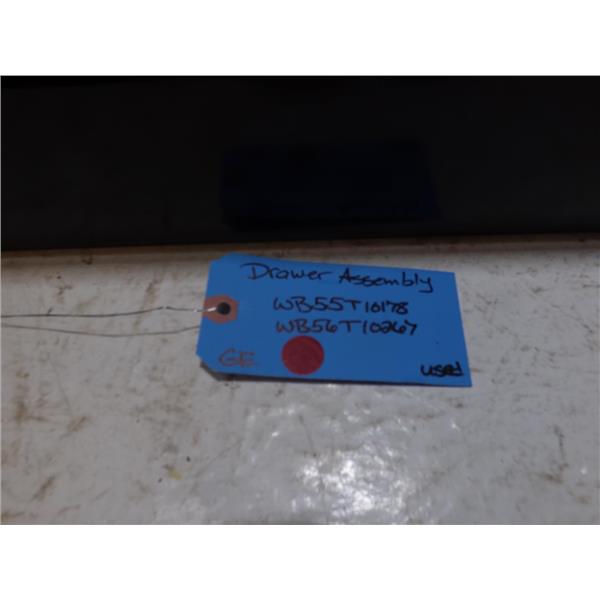 Drawer Assembly
WB55T10178
WB56T10267
GE
used